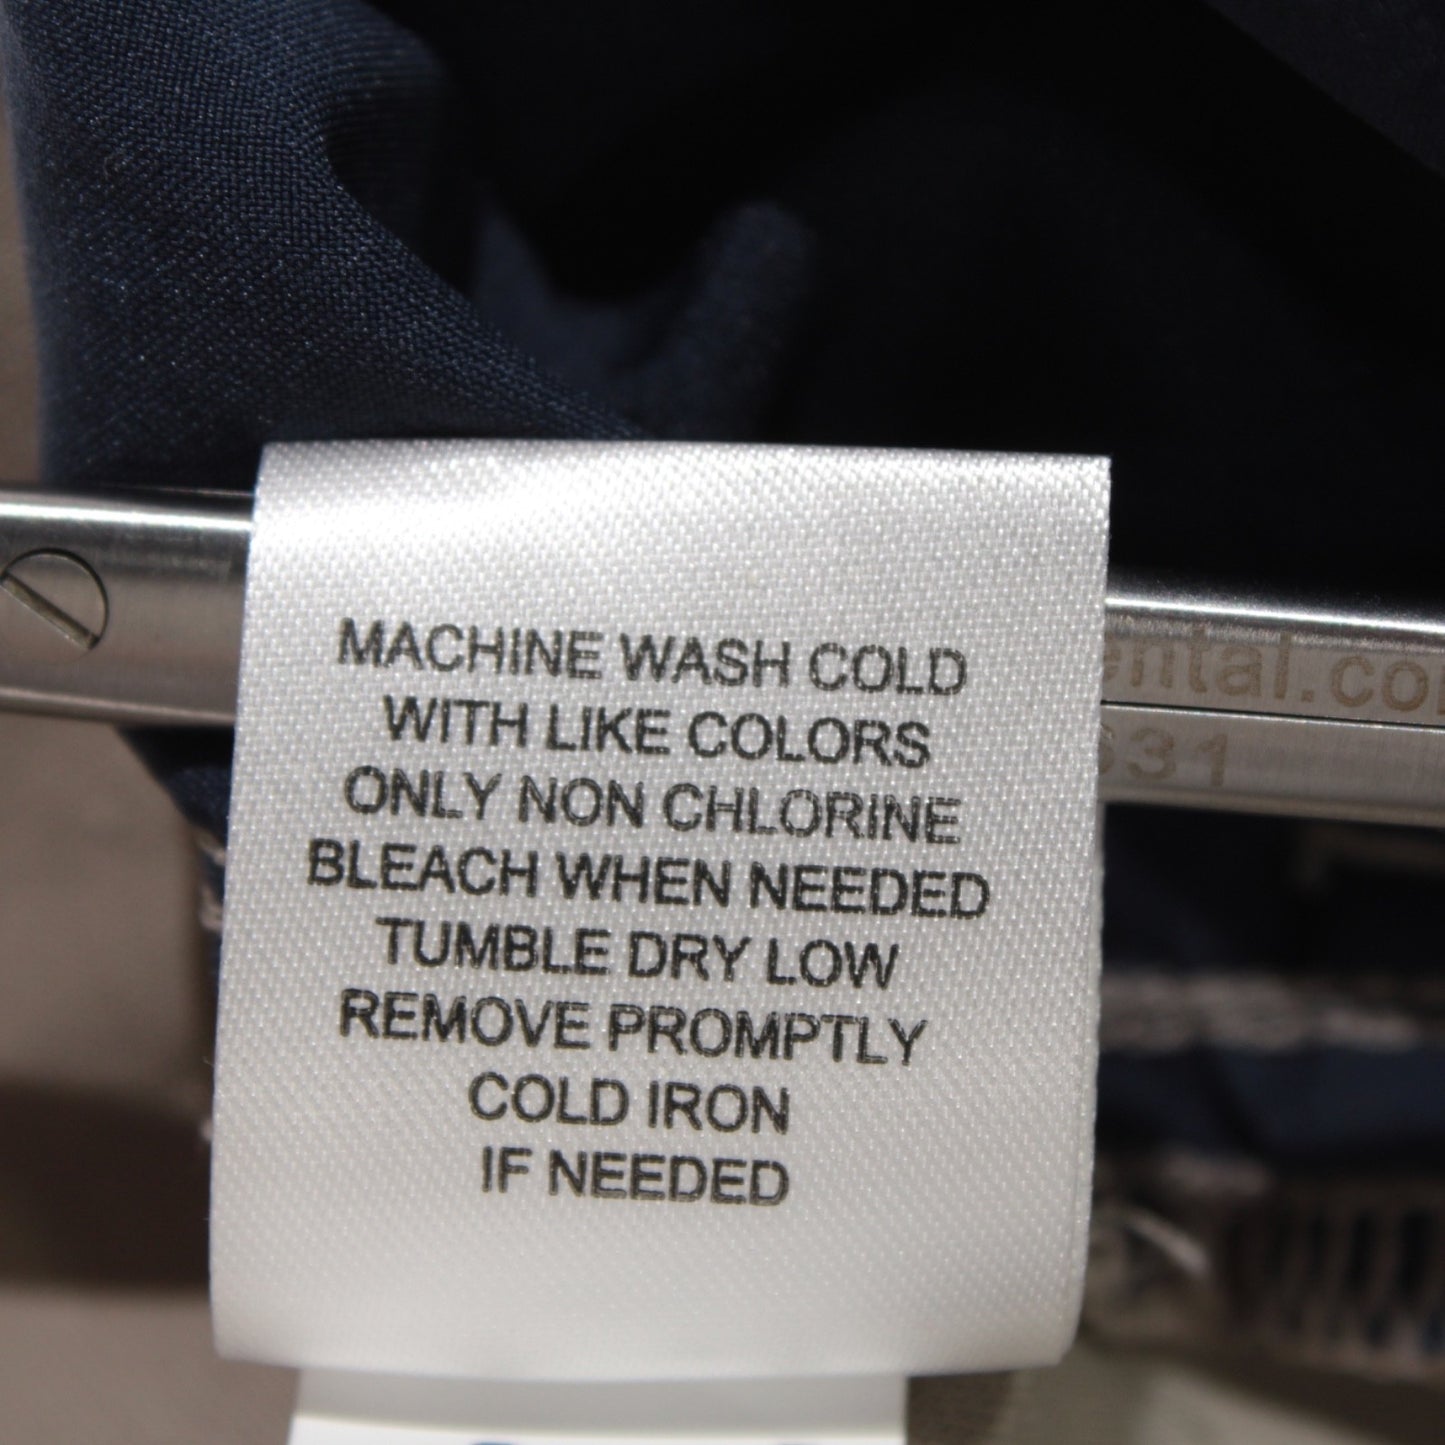 MACHINE WASH COLD
WITH LIKE COLORS
ONLY NON CHLORINE
BLEACH WHEN NEEDED
TUMBLE DRY LOW
REMOVE PROMPTLY
COLD IRON
IF NEEDED